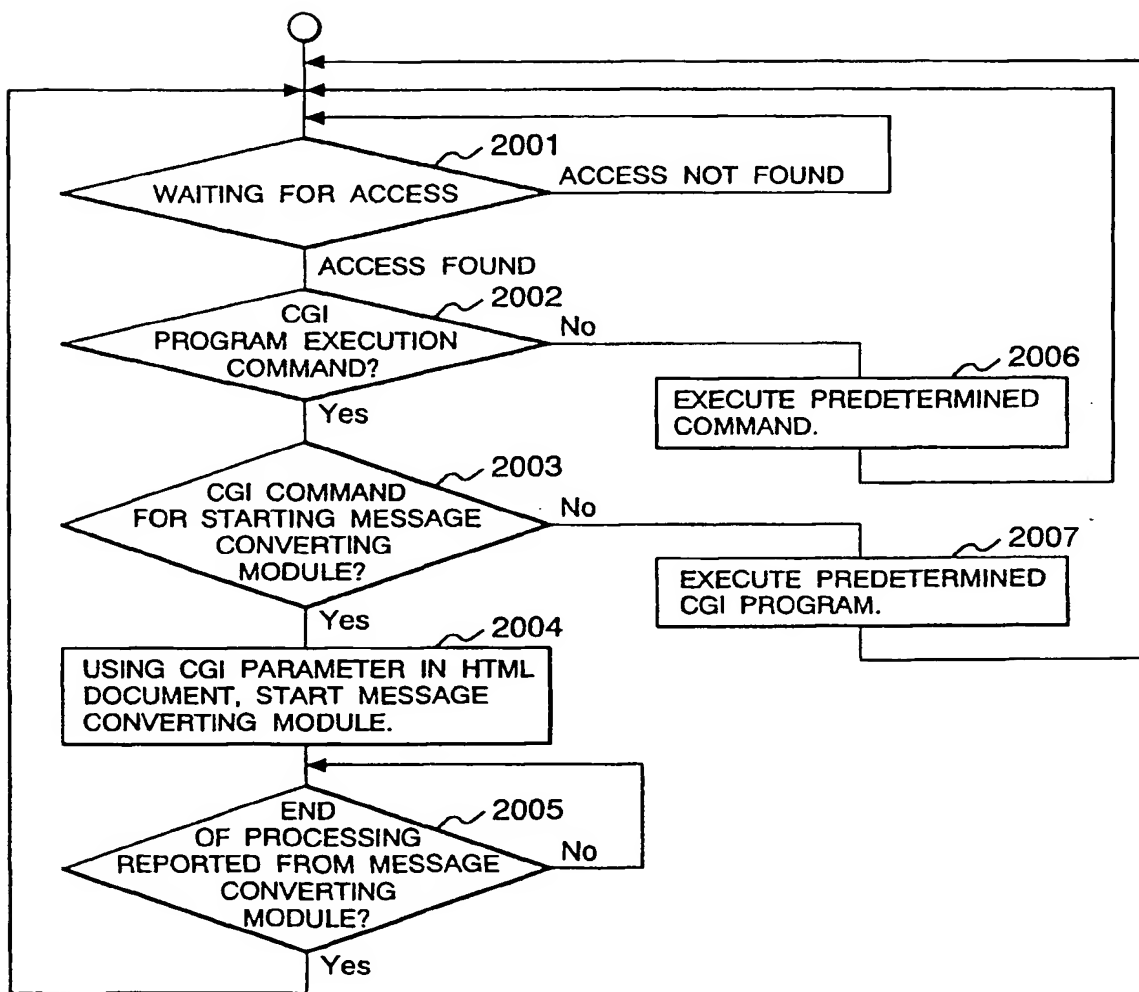 2001
WAITING FOR ACCESS
ACCESS NOT FOUND
ACCESS FOUND
2002
CGI
PROGRAM EXECUTION
COMMAND?
No
Yes
2006
EXECUTE PREDETERMINED
COMMAND.
2003
CGI COMMAND
FOR STARTING MESSAGE
CONVERTING
MODULE?
No
Yes
2007
EXECUTE PREDETERMINED
CGI PROGRAM.
2004
USING CGI PARAMETER IN HTML
DOCUMENT, START MESSAGE
CONVERTING MODULE.
2005
END
OF PROCESSING
REPORTED FROM MESSAGE
CONVERTING
MODULE?
No
Yes